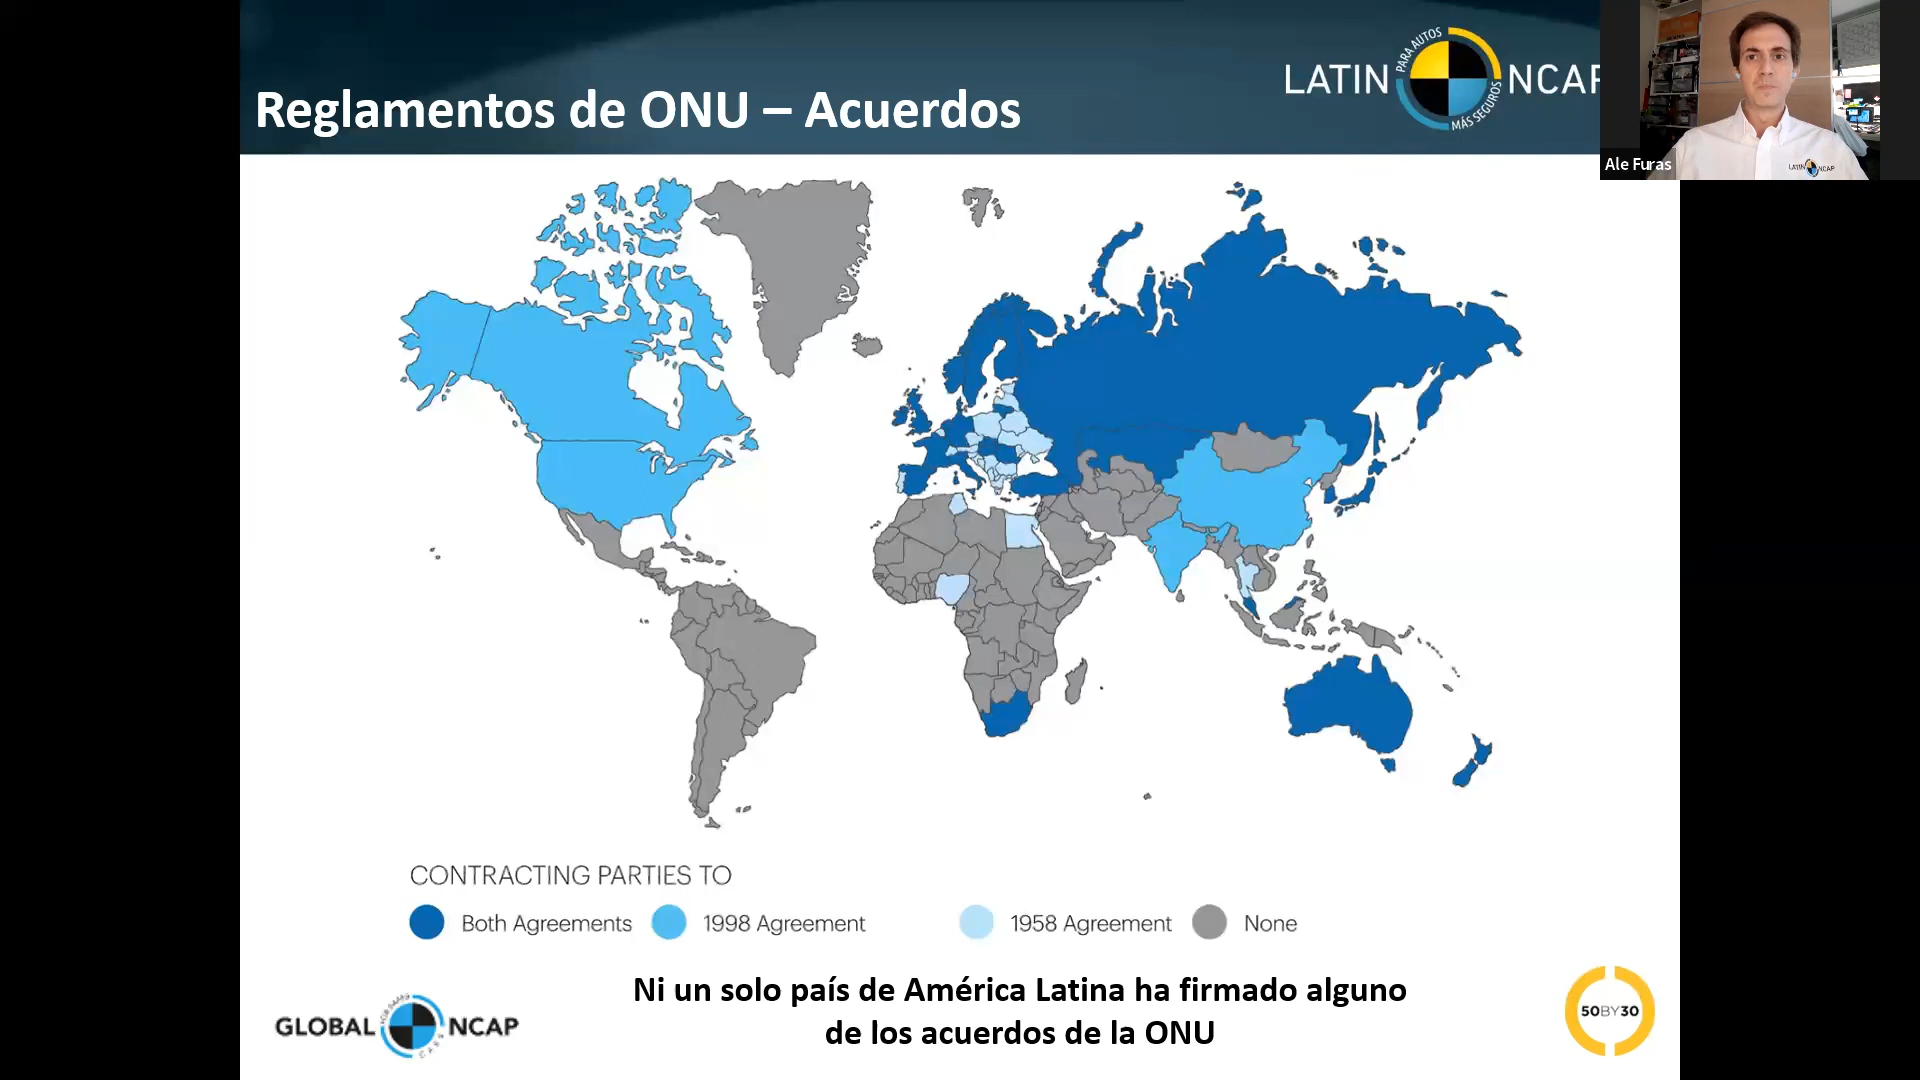 Reglamentos de ONU – Acuerdos
LATIN NCAP
PARA AUTOS
MÁS SEGUROS
Ale Furas
LATIN NCAP
CONTRACTING PARTIES TO
Both Agreements
1998 Agreement
1958 Agreement
None
Ni un solo país de América Latina ha firmado alguno
de los acuerdos de la ONU
GLOBAL NCAP
50BY30